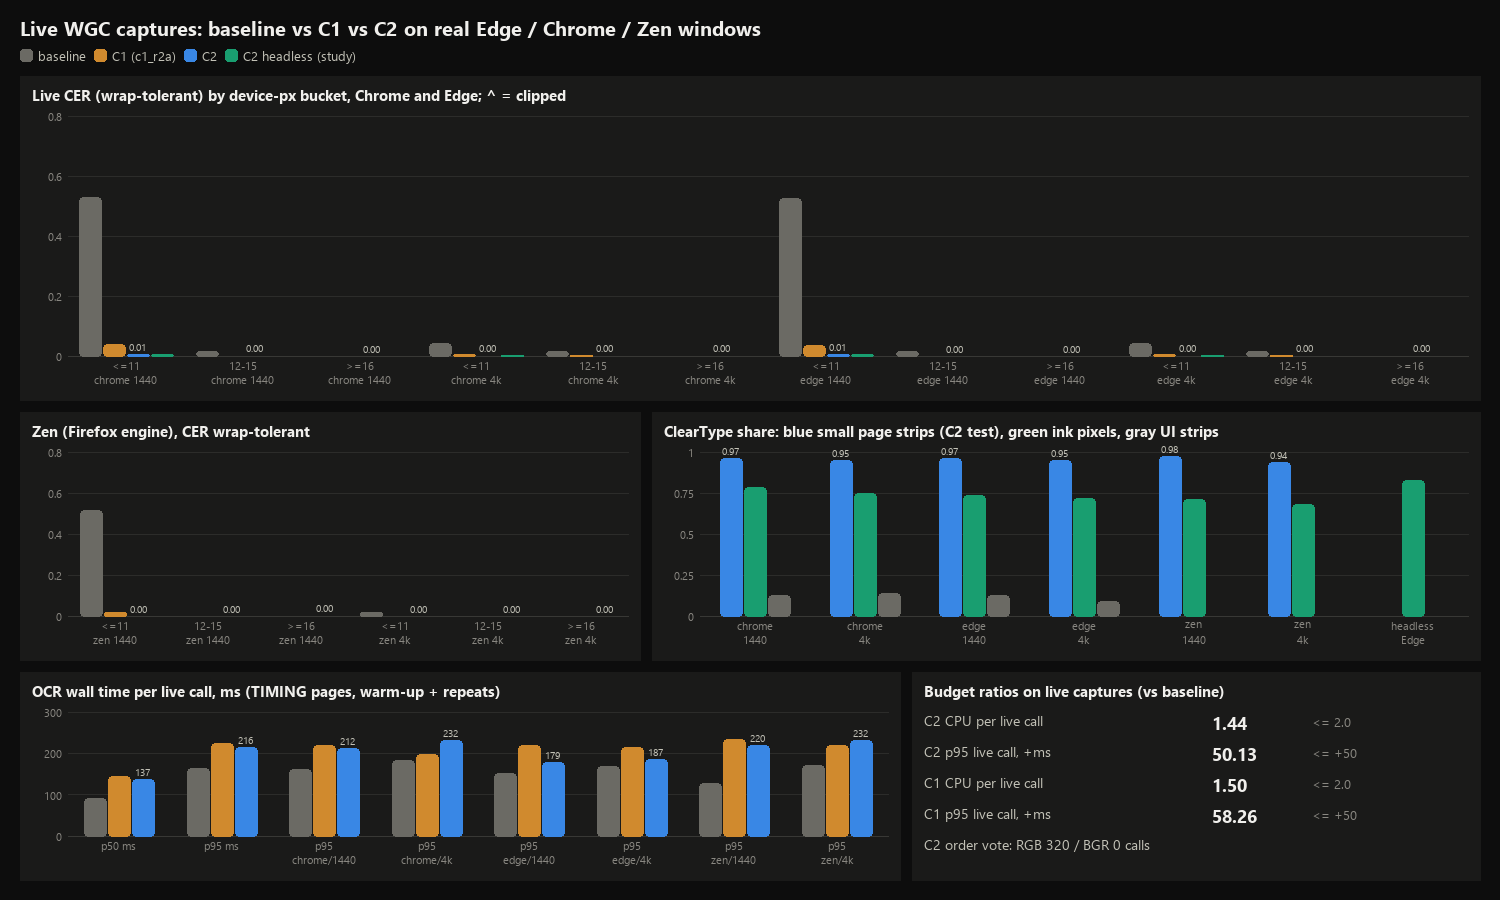 Live WGC captures: baseline vs C1 vs C2 on real Edge / Chrome / Zen windows
baseline C1 (c1_r2a) C2 C2 headless (study)
Live CER (wrap-tolerant) by device-px bucket, Chrome and Edge; ^ = clipped
0.8
0.6
0.4
0.2
0
0.01 0.00 0.00 0.00 0.00 0.00 0.01 0.00 0.00 0.00 0.00 0.00
<=11 12-15 >=16 <=11 12-15 >=16 <=11 12-15 >=16 <=11 12-15 >=16
chrome 1440 chrome 1440 chrome 1440 chrome 4k chrome 4k chrome 4k edge 1440 edge 1440 edge 1440 edge 4k edge 4k edge 4k
Zen (Firefox engine), CER wrap-tolerant
0.8
0.6
0.4
0.2
0
0.00 0.00 0.00 0.00 0.00 0.00
<=11 12-15 >=16 <=11 12-15 >=16
zen 1440 zen 1440 zen 1440 zen 4k zen 4k zen 4k
ClearType share: blue small page strips (C2 test), green ink pixels, gray UI strips
1
0.75
0.5
0.25
0
0.97 0.95 0.97 0.95 0.98 0.94
chrome chrome edge edge zen zen headless
1440 4k 1440 4k 1440 4k Edge
OCR wall time per live call, ms (TIMING pages, warm-up + repeats)
300
200
100
0
137 216 212 232 179 187 220 232
p50 ms p95 ms p95 p95 p95 p95 p95 p95
chrome/1440 chrome/4k edge/1440 edge/4k zen/1440 zen/4k
Budget ratios on live captures (vs baseline)
C2 CPU per live call 1.44 <= 2.0
C2 p95 live call, +ms 50.13 <= +50
C1 CPU per live call 1.50 <= 2.0
C1 p95 live call, +ms 58.26 <= +50
C2 order vote: RGB 320 / BGR 0 calls